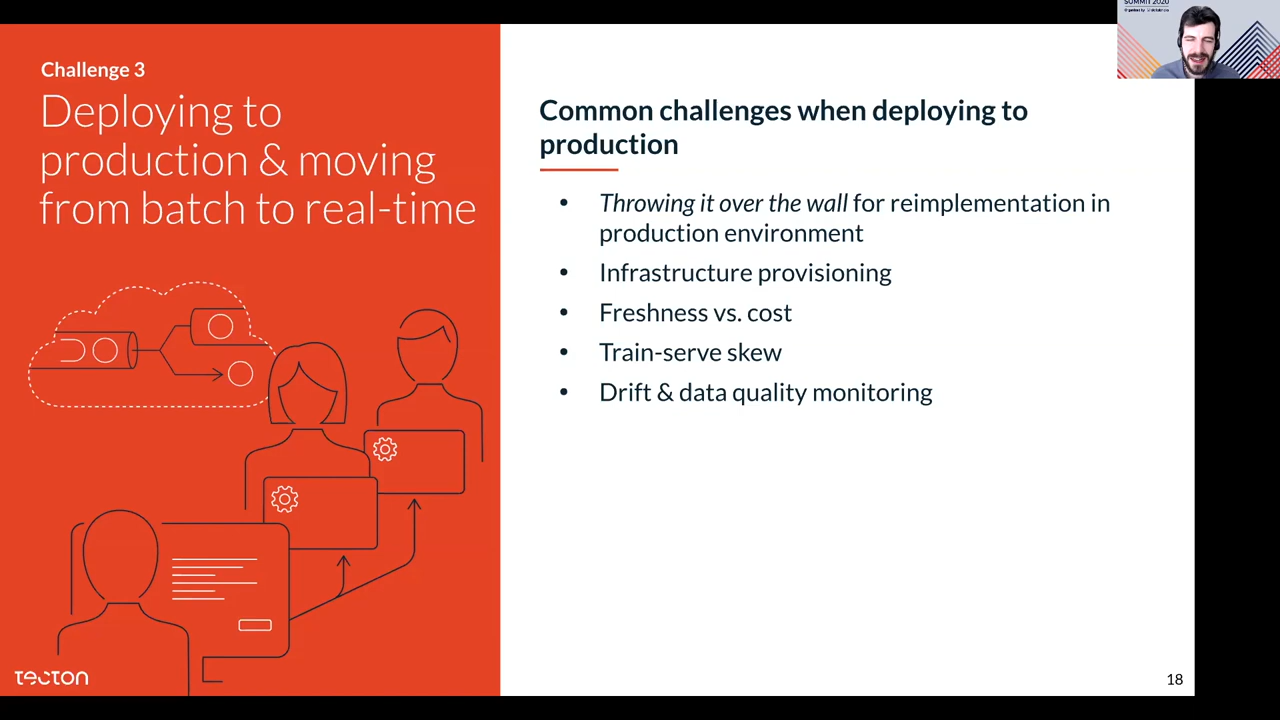 SUMMIT 2020
Challenge 3
Deploying to
production & moving
from batch to real-time
Common challenges when deploying to
production
• Throwing it over the wall for reimplementation in
production environment
• Infrastructure provisioning
• Freshness vs. cost
• Train-serve skew
• Drift & data quality monitoring
tecton
18